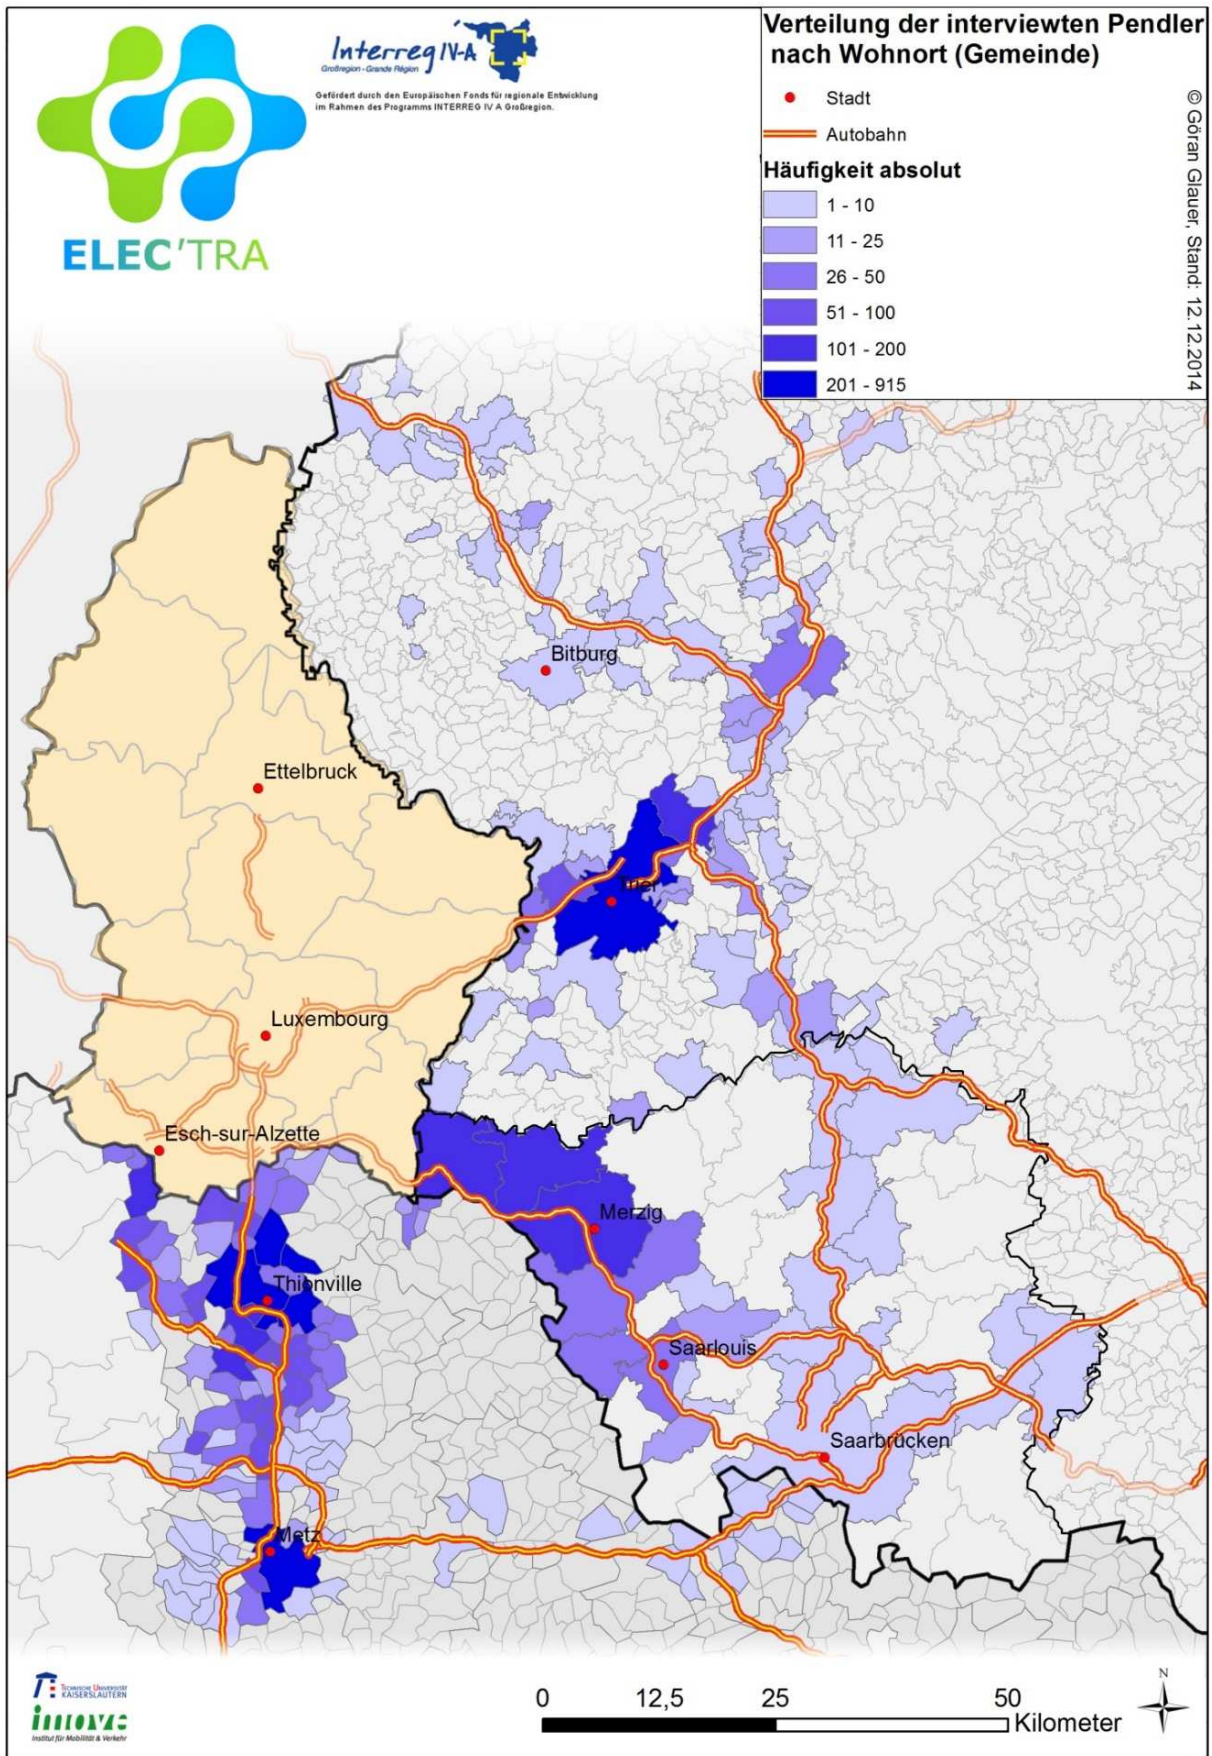 Interreg IV-A
Großregion - Grande Région
Gefördert durch den Europäischen Fonds für regionale Entwicklung
im Rahmen des Programms INTERREG IV A Großregion.
ELEC'TRA
Verteilung der interviewten Pendler
nach Wohnort (Gemeinde)
Stadt
Autobahn
Häufigkeit absolut
1 - 10
11 - 25
26 - 50
51 - 100
101 - 200
201 - 915
© Göran Glauer, Stand: 12.12.2014
Bitburg
Ettelbruck
Trier
Luxembourg
Esch-sur-Alzette
Merzig
Thionville
Saarlouis
Saarbrücken
Metz
TECHNISCHE UNIVERSITÄT
KAISERSLAUTERN
imove
Institut für Mobilität & Verkehr
0 12,5 25 50
Kilometer
N